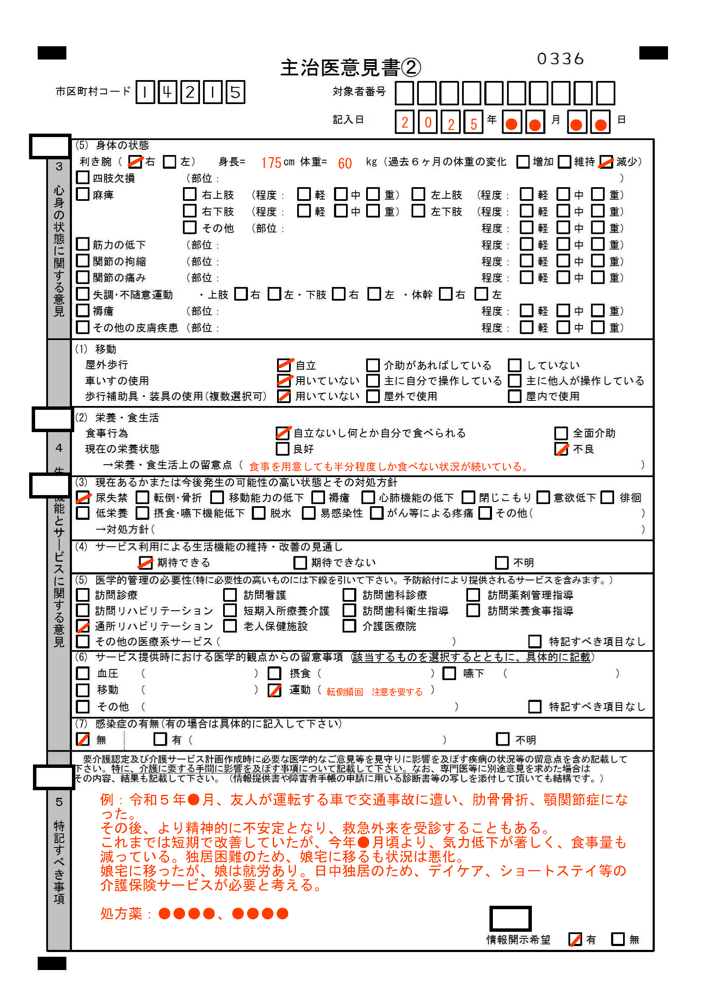 0336
主治医意見書②
市区町村コード 14215 対象者番号
記入日 2025年●●月●●日
(5) 身体の状態
利き腕(☑右 □左) 身長= 175cm 体重= 60 kg(過去6ヶ月の体重の変化 □増加 □維持 ☑減少)
□四肢欠損 (部位: )
□麻痺 □右上肢 (程度: □軽 □中 □重) □左上肢 (程度: □軽 □中 □重)
□右下肢 (程度: □軽 □中 □重) □左下肢 (程度: □軽 □中 □重)
□その他 (部位: 程度: □軽 □中 □重)
□筋力の低下 (部位: 程度: □軽 □中 □重)
□関節の拘縮 (部位: 程度: □軽 □中 □重)
□関節の痛み (部位: 程度: □軽 □中 □重)
□失調・不随意運動 ・上肢 □右 □左・下肢 □右 □左 ・体幹 □右 □左
□褥瘡 (部位: 程度: □軽 □中 □重)
□その他の皮膚疾患 (部位: 程度: □軽 □中 □重)
3 心身の状態に関する意見
(1) 移動
屋外歩行 ☑自立 □介助があればしている □していない
車いすの使用 ☑用いていない □主に自分で操作している □主に他人が操作している
歩行補助具・装具の使用(複数選択可) ☑用いていない □屋外で使用 □屋内で使用
(2) 栄養・食生活
食事行為 ☑自立ないし何とか自分で食べられる □全面介助
現在の栄養状態 □良好 ☑不良
→栄養・食生活上の留意点( 食事を用意しても半分程度しか食べない状況が続いている。 )
(3) 現在あるかまたは今後発生の可能性の高い状態とその対処方針
☑尿失禁 □転倒・骨折 □移動能力の低下 □褥瘡 □心肺機能の低下 □閉じこもり □意欲低下 □徘徊
□低栄養 □摂食・嚥下機能低下 □脱水 □易感染性 □がん等による疼痛 □その他( )
→対処方針( )
(4) サービス利用による生活機能の維持・改善の見通し
☑期待できる □期待できない □不明
(5) 医学的管理の必要性(特に必要性の高いものには下線を引いて下さい。予防給付により提供されるサービスを含みます。)
□訪問診療 □訪問看護 □訪問歯科診療 □訪問薬剤管理指導
□訪問リハビリテーション □短期入所療養介護 □訪問歯科衛生指導 □訪問栄養食事指導
☑通所リハビリテーション □老人保健施設 □介護医療院
□その他の医療系サービス( ) □特記すべき項目なし
(6) サービス提供時における医学的観点からの留意事項 (該当するものを選択するとともに、具体的に記載)
□血圧 ( ) □摂食( ) □嚥下 ( )
□移動 ( ) ☑運動( 転倒頻回 注意を要する )
□その他 ( ) □特記すべき項目なし
(7) 感染症の有無(有の場合は具体的に記入して下さい)
☑無 □有( ) □不明
4 生 機能とサービスに関する意見
要介護認定及び介護サービス計画作成時に必要な医学的なご意見等を見守りに影響を及ぼす疾病の状況等の留意点を含め記載して
下さい。特に、介護に要する手間に影響を及ぼす事項について記載して下さい。なお、専門医等に別途意見を求めた場合は
その内容、結果も記載して下さい。(情報提供書や障害者手帳の申請に用いる診断書等の写しを添付して頂いても結構です。)
例:令和5年●月、友人が運転する車で交通事故に遭い、肋骨骨折、顎関節症にな
った。
その後、より精神的に不安定となり、救急外来を受診することもある。
これまでは短期で改善していたが、今年●月頃より、気力低下が著しく、食事量も
減っている。独居困難のため、娘宅に移るも状況は悪化。
娘宅に移ったが、娘は就労あり。日中独居のため、デイケア、ショートステイ等の
介護保険サービスが必要と考える。
処方薬:●●●●、●●●●
5 特記すべき事項
情報開示希望 ☑有 □無